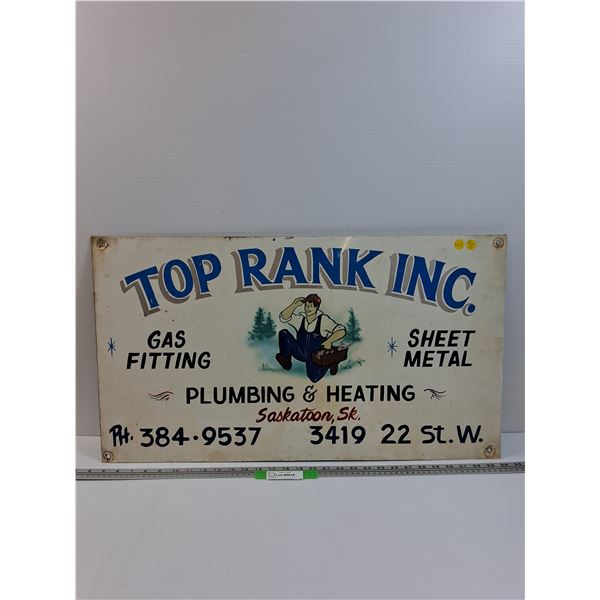 TOP RANK INC.
GAS FITTING
SHEET METAL
PLUMBING & HEATING
Saskatoon, Sk.
PH. 384-9537 3419 22 St. W.